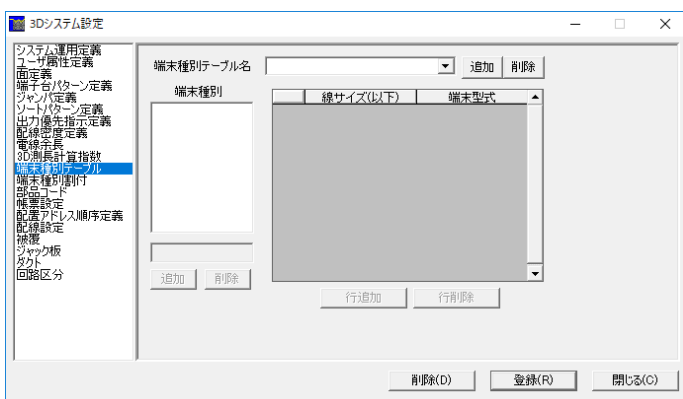 3Dシステム設定
システム運用定義
ユーザ属性定義
面定義
端子台パターン定義
ジャンパ定義
ソートパターン定義
出力優先指示定義
配線密度定義
電線余長
3D測長計算指数
端末種別テーブル
端末種別割付
部品コード
帳票設定
配置アドレス順序定義
配線設定
被覆
ジャック板
ダクト
回路区分
端末種別テーブル名
追加 削除
端末種別
線サイズ(以下) 端末型式
追加 削除
行追加 行削除
削除(D) 登録(R) 閉じる(C)